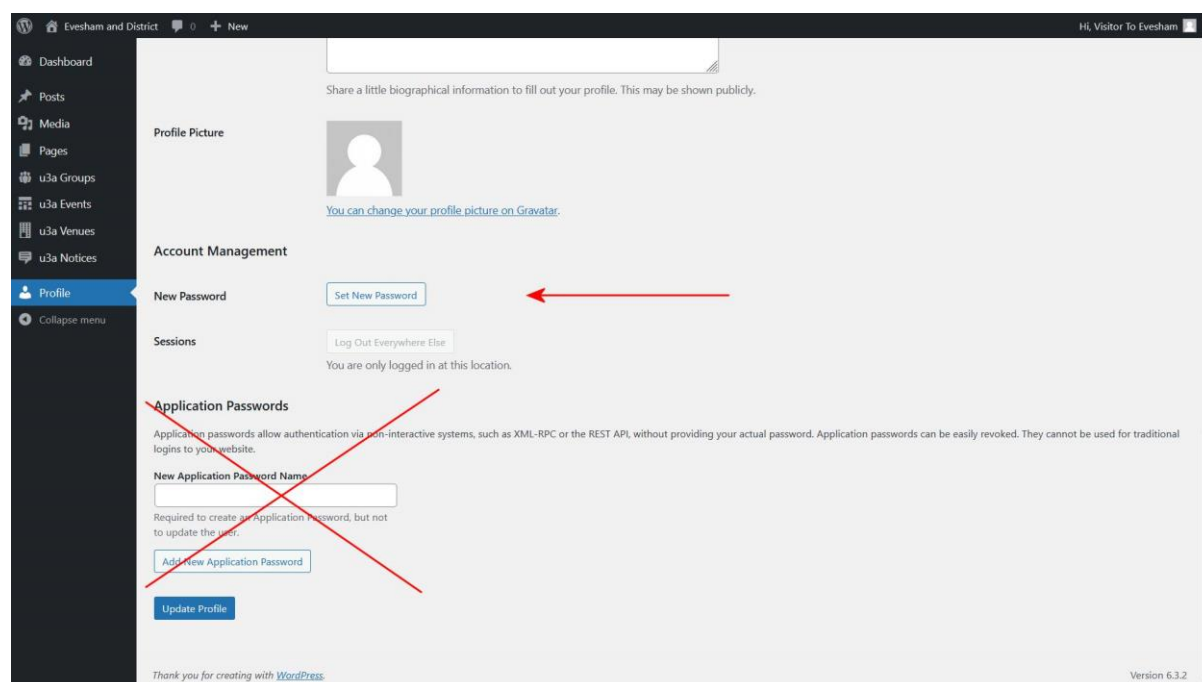 Evesham and District 0 New Hi, Visitor To Evesham
Dashboard
Posts
Media
Pages
u3a Groups
u3a Events
u3a Venues
u3a Notices
Profile
Collapse menu
Share a little biographical information to fill out your profile. This may be shown publicly.
Profile Picture
You can change your profile picture on Gravatar.
Account Management
New Password Set New Password
Sessions Log Out Everywhere Else
You are only logged in at this location.
Application Passwords
Application passwords allow authentication via non-interactive systems, such as XML-RPC or the REST API, without providing your actual password. Application passwords can be easily revoked. They cannot be used for traditional
logins to your website.
New Application Password Name
Required to create an Application Password, but not
to update the user.
Add New Application Password
Update Profile
Thank you for creating with WordPress. Version 6.3.2